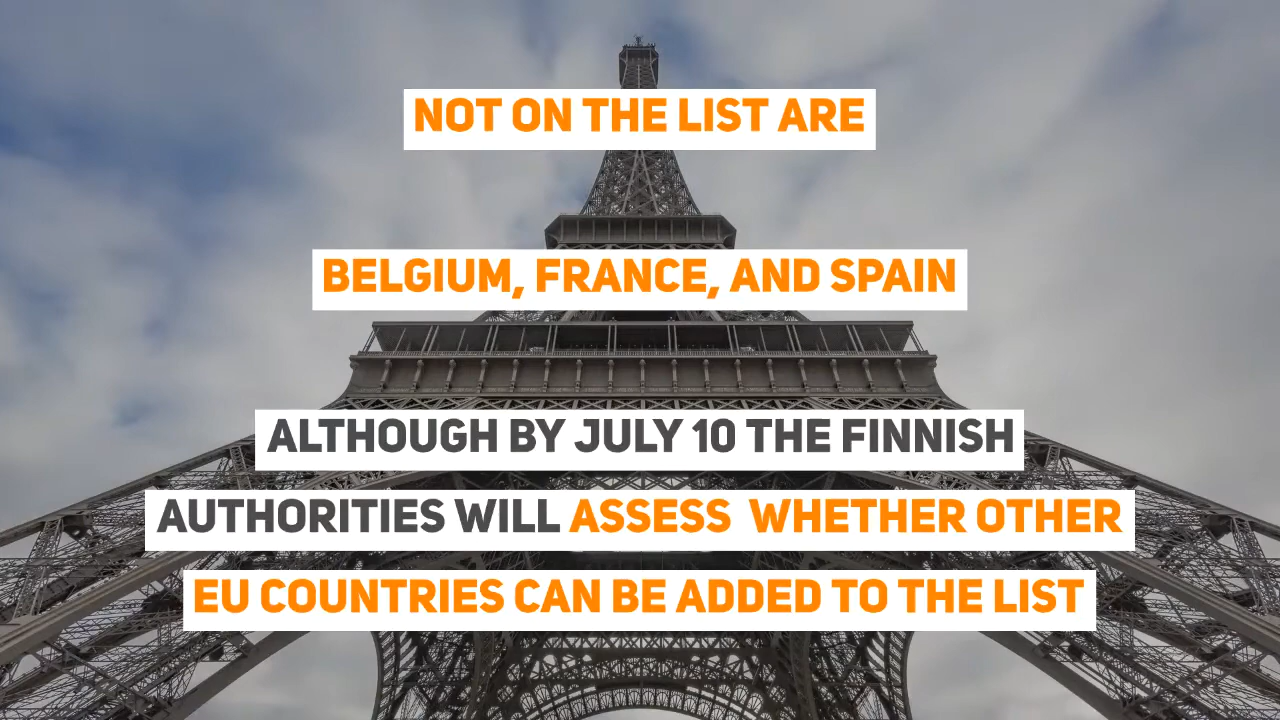 NOT ON THE LIST ARE
BELGIUM, FRANCE, AND SPAIN
ALTHOUGH BY JULY 10 THE FINNISH
AUTHORITIES WILL ASSESS WHETHER OTHER
EU COUNTRIES CAN BE ADDED TO THE LIST